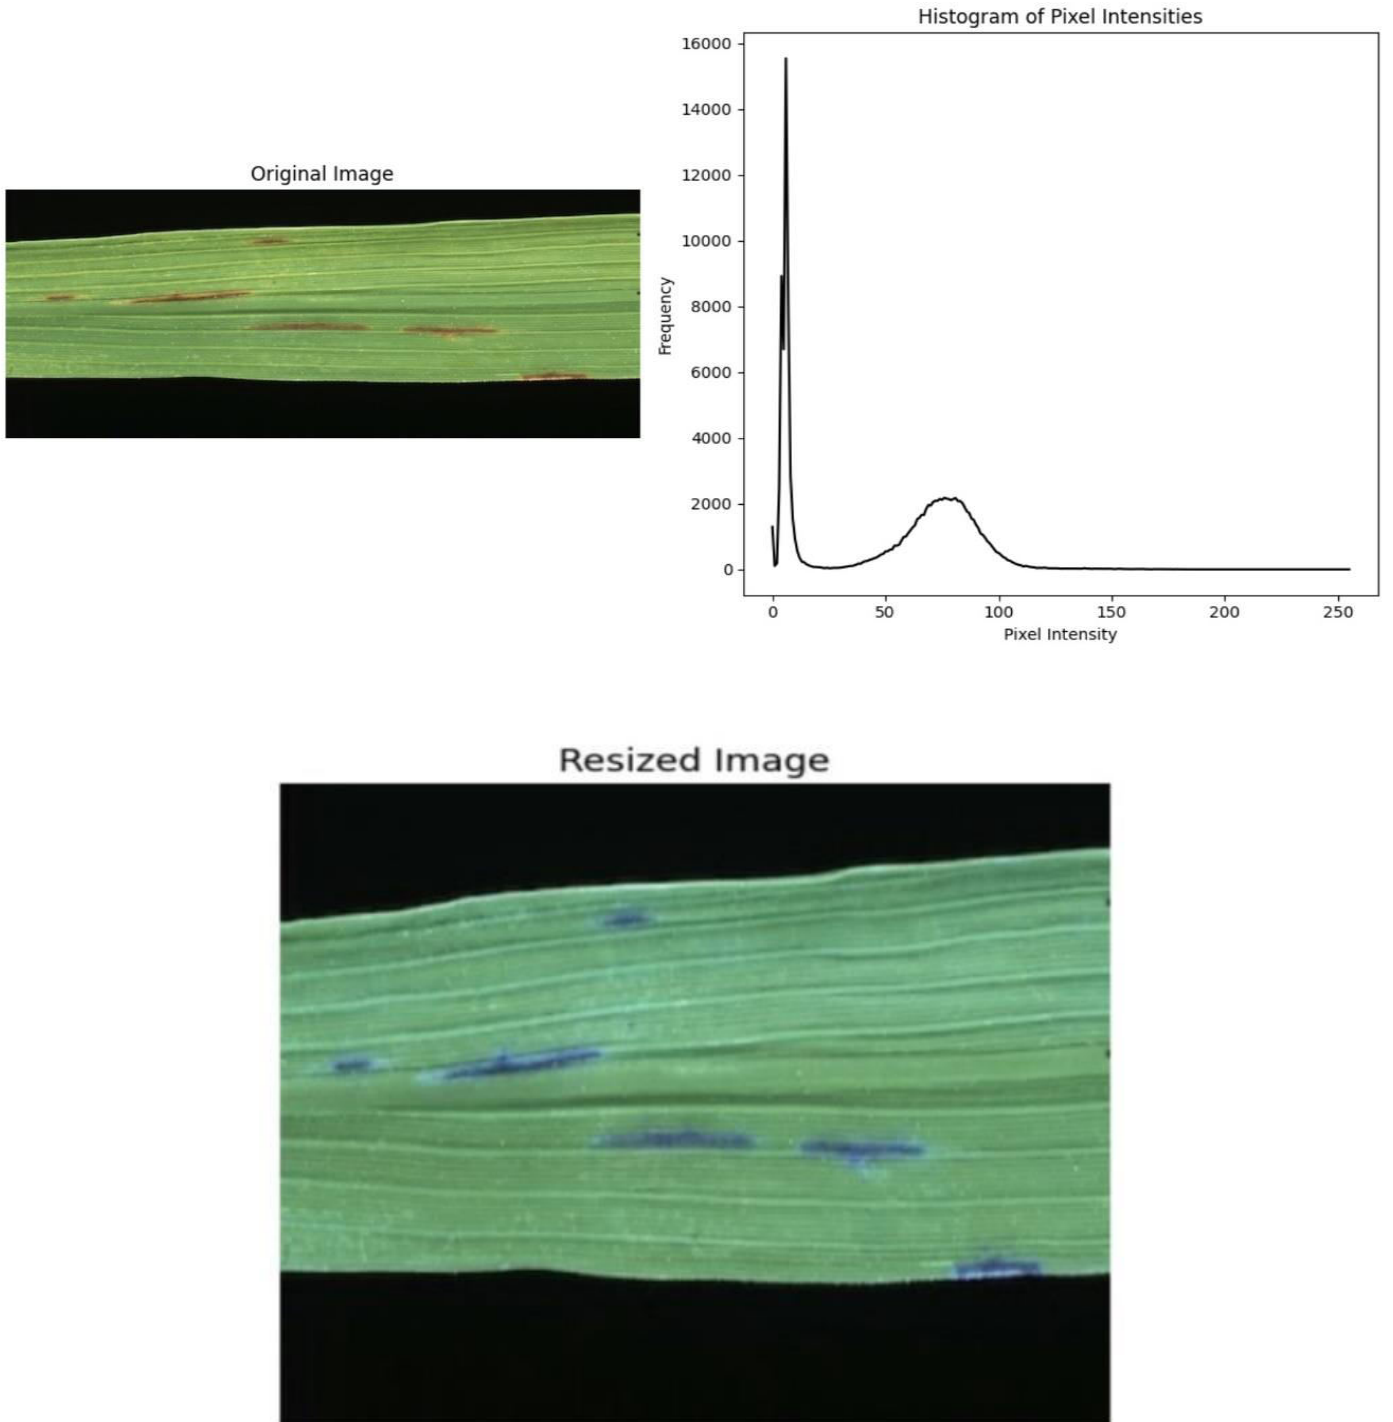 Histogram of Pixel Intensities
16000
14000
12000
10000
8000
6000
4000
2000
0
Frequency
0 50 100 150 200 250
Pixel Intensity
Original Image
Resized Image